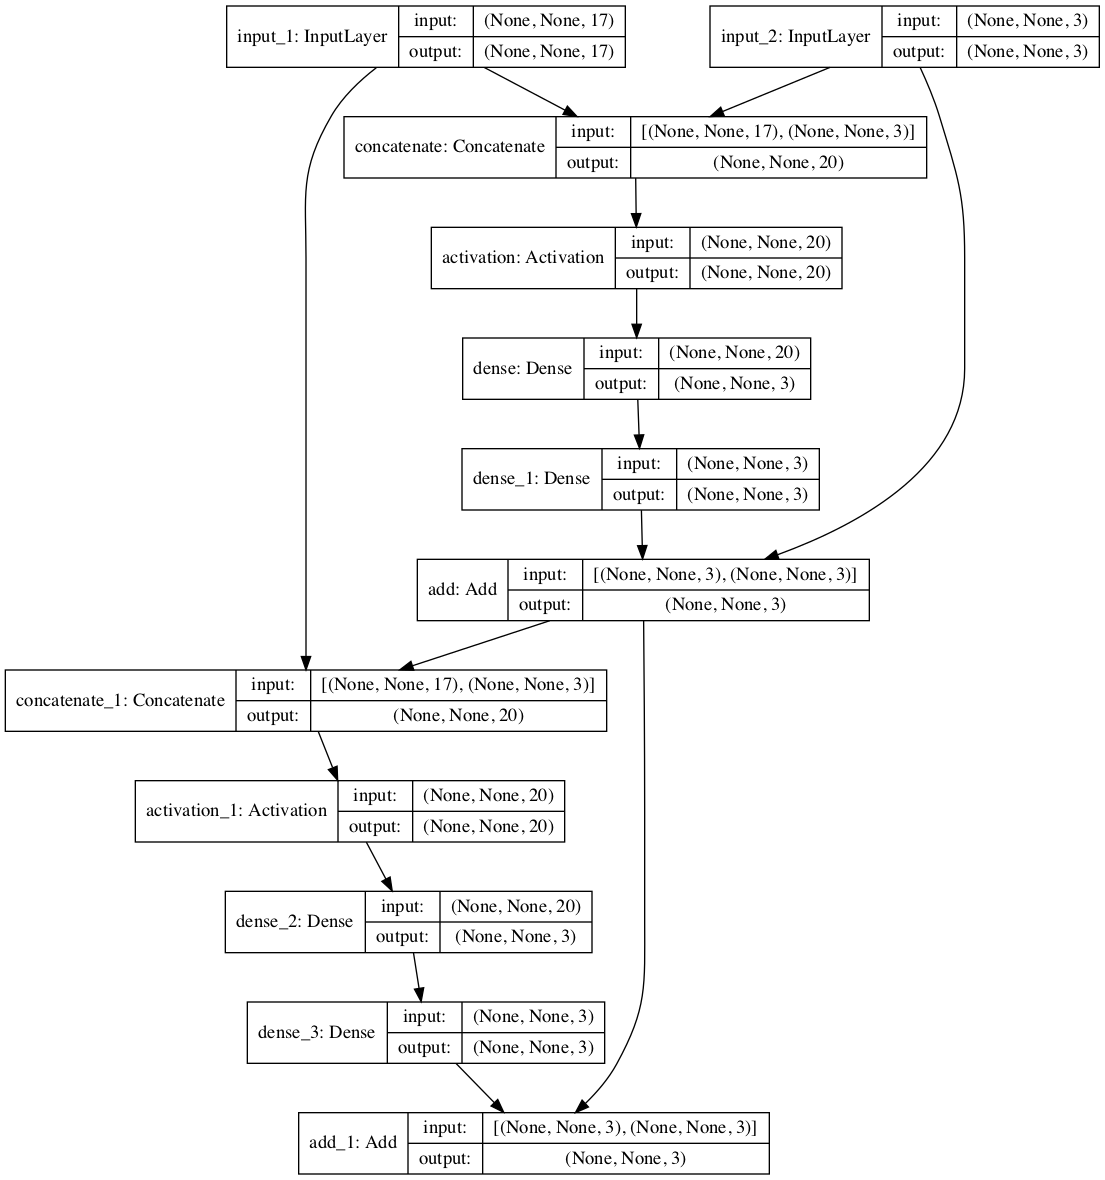 input_1: InputLayer
input: (None, None, 17)
output: (None, None, 17)
input_2: InputLayer
input: (None, None, 3)
output: (None, None, 3)
concatenate: Concatenate
input: [(None, None, 17), (None, None, 3)]
output: (None, None, 20)
activation: Activation
input: (None, None, 20)
output: (None, None, 20)
dense: Dense
input: (None, None, 20)
output: (None, None, 3)
dense_1: Dense
input: (None, None, 3)
output: (None, None, 3)
add: Add
input: [(None, None, 3), (None, None, 3)]
output: (None, None, 3)
concatenate_1: Concatenate
input: [(None, None, 17), (None, None, 3)]
output: (None, None, 20)
activation_1: Activation
input: (None, None, 20)
output: (None, None, 20)
dense_2: Dense
input: (None, None, 20)
output: (None, None, 3)
dense_3: Dense
input: (None, None, 3)
output: (None, None, 3)
add_1: Add
input: [(None, None, 3), (None, None, 3)]
output: (None, None, 3)